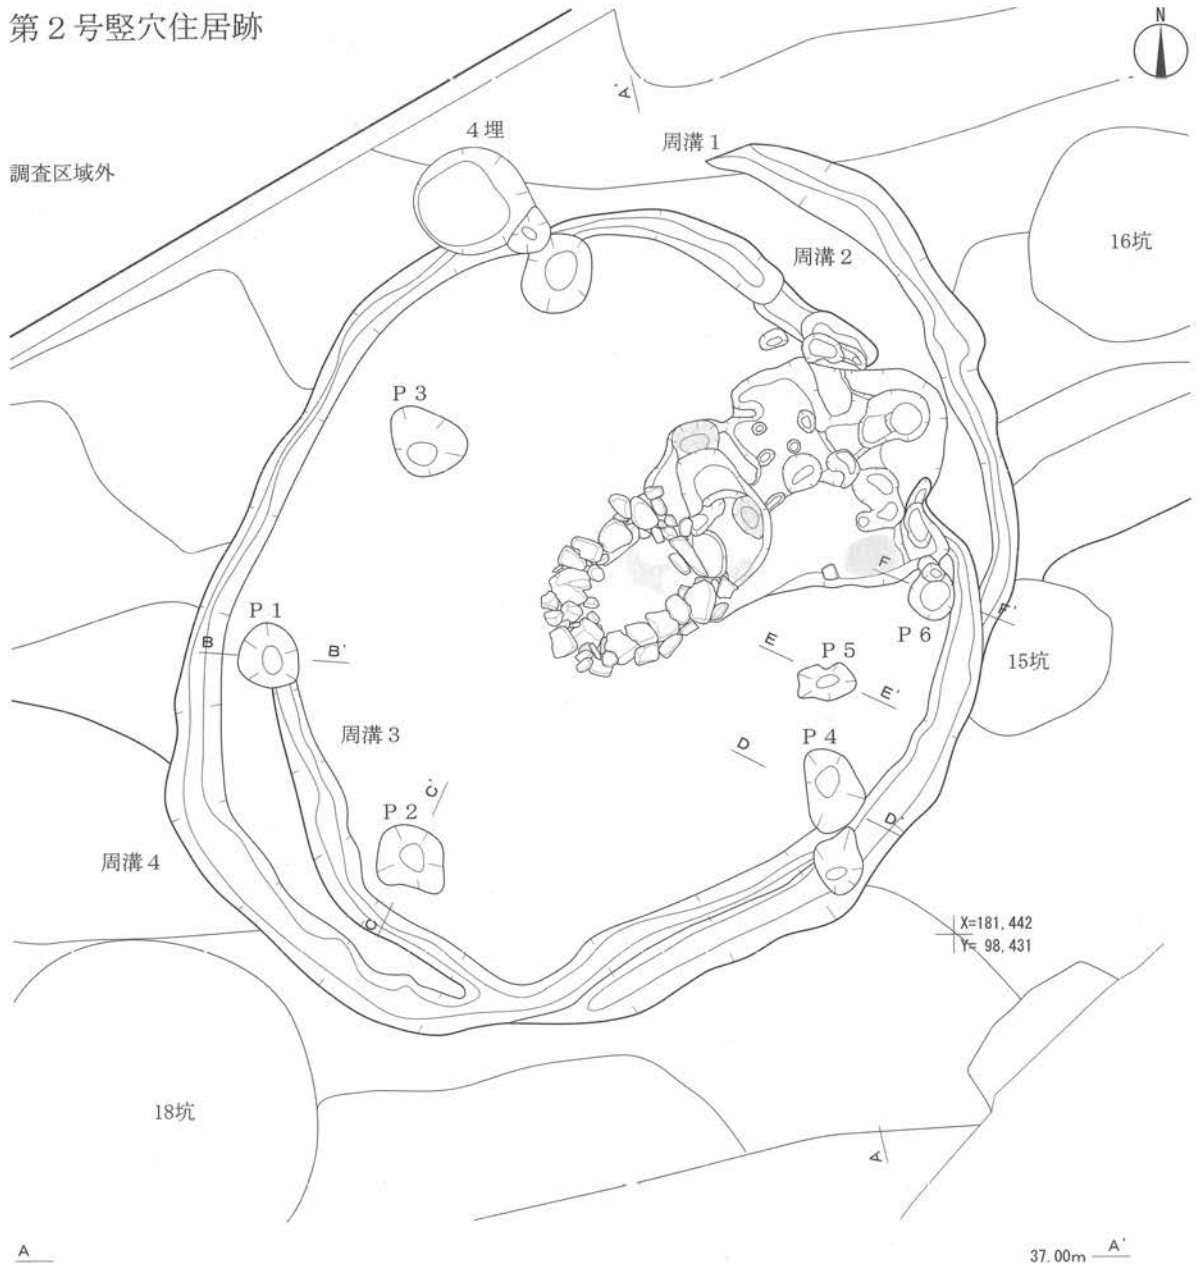 第２号竪穴住居跡
N
A'
４埋
周溝１
調査区域外
16坑
周溝２
Ｐ３
F
Ｐ１
F'
B
B'
E
Ｐ６
Ｐ５
15坑
E'
周溝３
D
Ｐ４
C'
Ｐ２
D'
周溝４
C
X=181,442
Y= 98,431
18坑
A
A
37.00m
A'